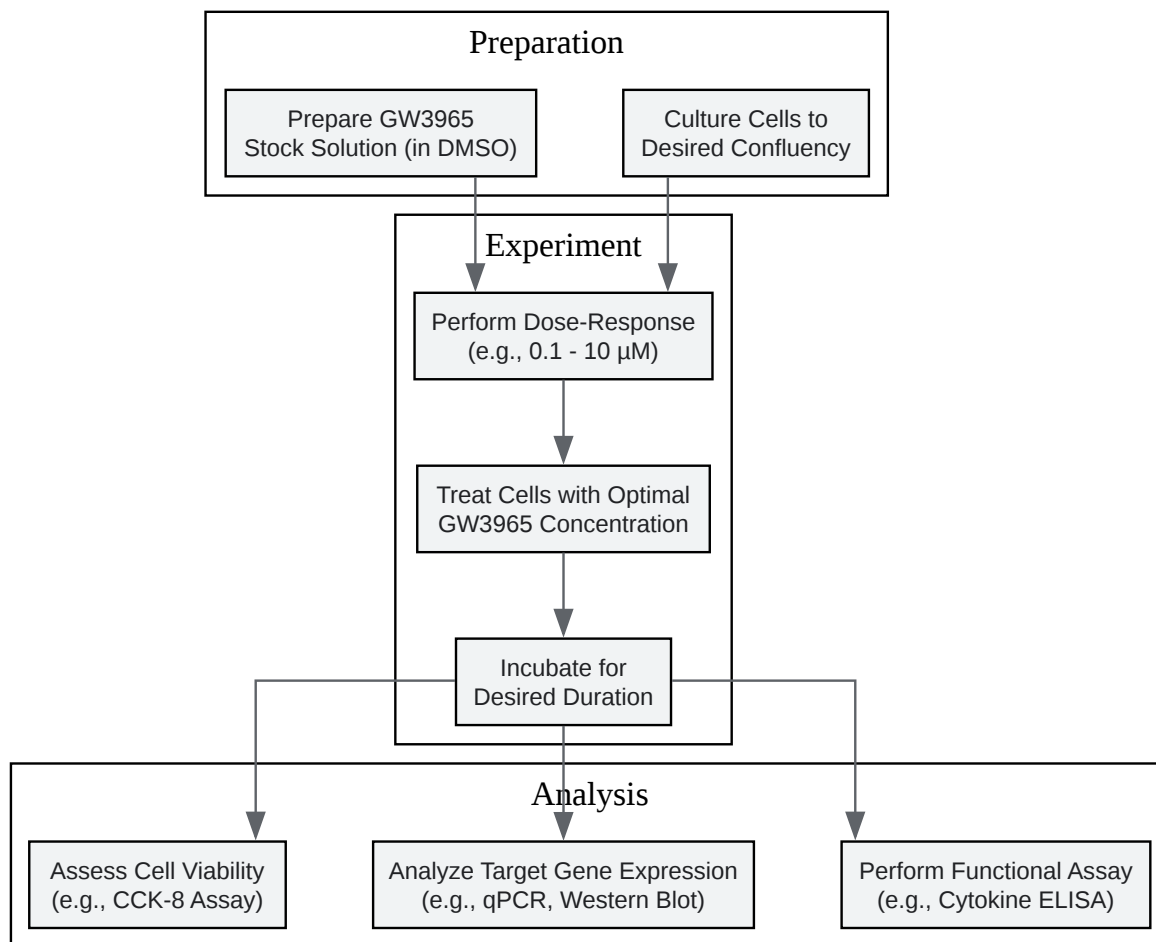 Preparation
Prepare GW3965
Stock Solution (in DMSO)
Culture Cells to
Desired Confluency
Experiment
Perform Dose-Response
(e.g., 0.1 - 10 µM)
Treat Cells with Optimal
GW3965 Concentration
Incubate for
Desired Duration
Analysis
Assess Cell Viability
(e.g., CCK-8 Assay)
Analyze Target Gene Expression
(e.g., qPCR, Western Blot)
Perform Functional Assay
(e.g., Cytokine ELISA)